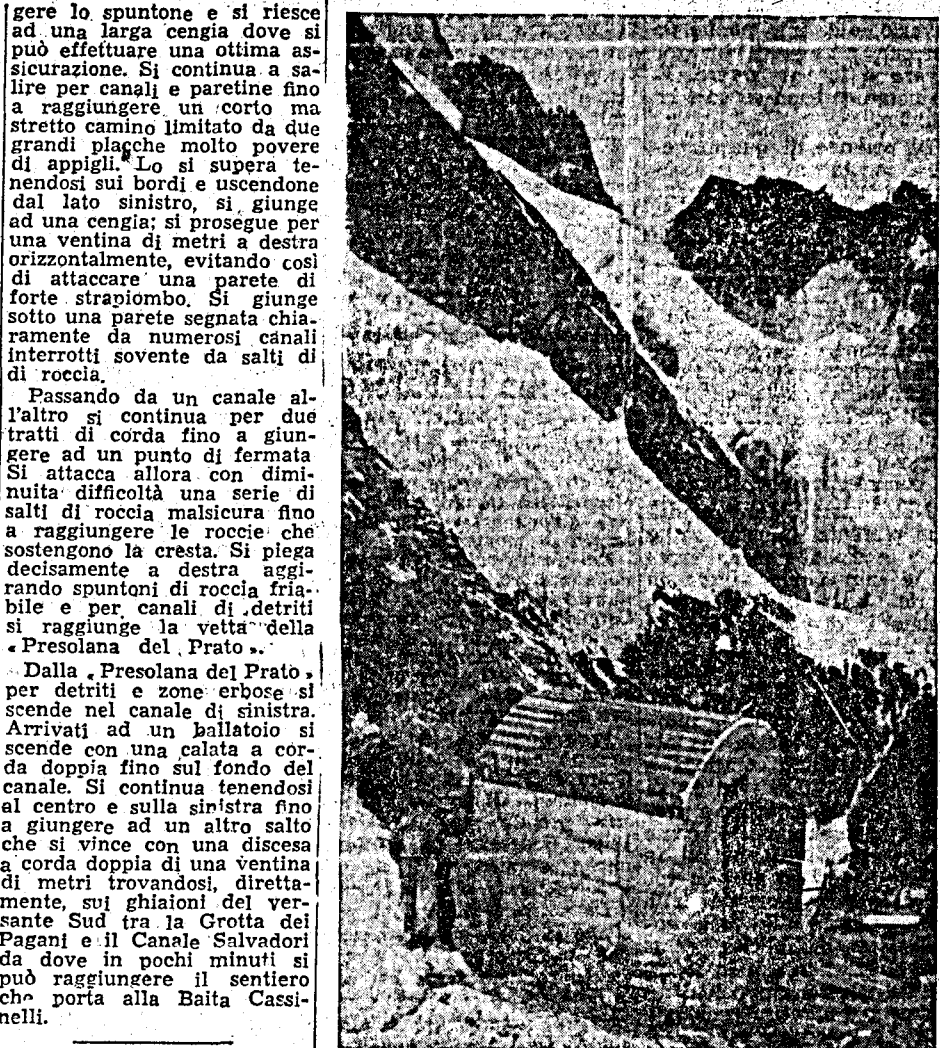 gere lo spuntone e si riesce
ad una larga cengia dove si
può effettuare una ottima as-
sicurazione. Si continua a sa-
lire per canali e paretine fino
a raggiungere un corto ma
stretto camino limitato da due
grandi placche molto povere
di appigli. Lo si supera te-
nendosi sui bordi e uscendone
dal lato sinistro, si giunge
ad una cengia; si prosegue per
una ventina di metri a destra
orizzontalmente, evitando così
di attaccare una parete di
forte strapiombo. Si giunge
sotto una parete segnata chia-
ramente da numerosi canali
interrotti sovente da salti di
di roccia.
Passando da un canale al-
l'altro si continua per due
tratti di corda fino a giun-
gere ad un punto di fermata
Si attacca allora con dimi-
nuita difficoltà una serie di
salti di roccia malsicura fino
a raggiungere le roccie che
sostengono la cresta. Si piega
decisamente a destra aggi-
rando spuntoni di roccia fria-
bile e per canali di detriti
si raggiunge la vetta della
« Presolana del Prato ».
Dalla « Presolana del Prato »
per detriti e zone erbose si
scende nel canale di sinistra.
Arrivati ad un ballatoio si
scende con una calata a cor-
da doppia fino sul fondo del
canale. Si continua tenendosi
al centro e sulla sinistra fino
a giungere ad un altro salto
che si vince con una discesa
a corda doppia di una ventina
di metri trovandosi, diretta-
mente, sui ghiaioni del ver-
sante Sud tra la Grotta dei
Pagani e il Canale Salvadori
da dove in pochi minuti si
può raggiungere il sentiero
che porta alla Baita Cassi-
nelli.